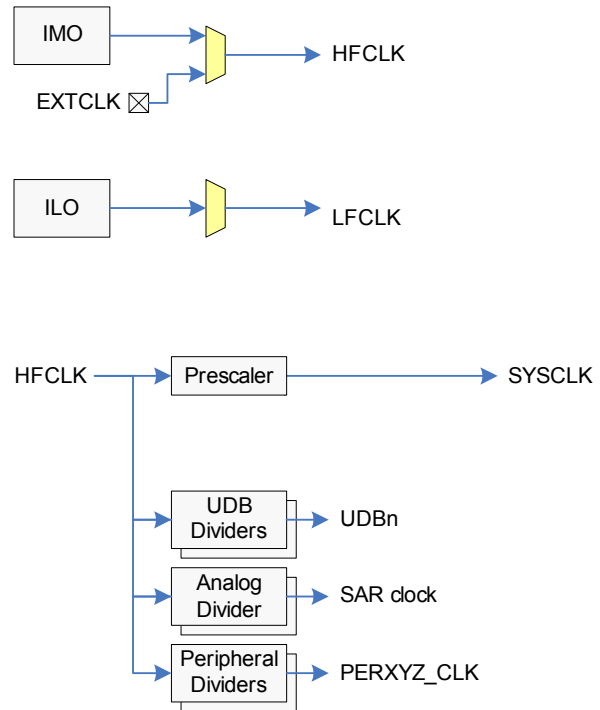 IMO
HFCLK
EXTCLK
ILO
LFCLK
HFCLK
Prescaler
SYSCLK
UDB
Dividers
UDBn
Analog
Divider
SAR clock
Peripheral
Dividers
PERXYZ_CLK